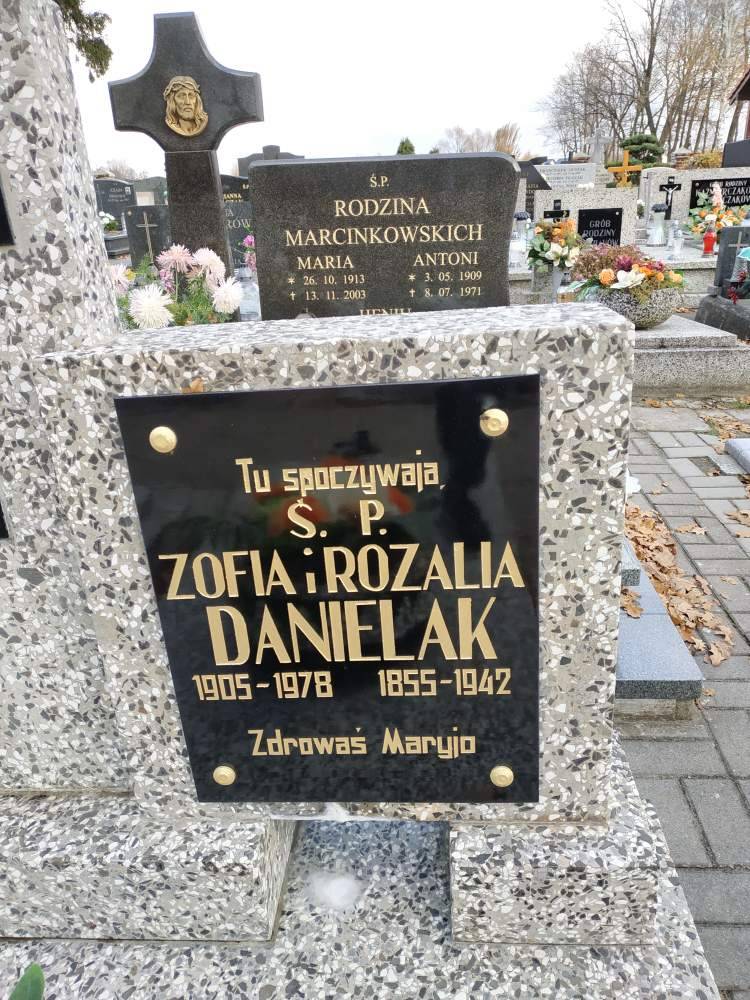 Ś.P.
RODZINA
MARCINKOWSKICH
MARIA ANTONI
* 26. 10. 1913 * 3. 05. 1909
† 13. 11. 2003 † 8. 07. 1971
GRÓB
RODZINY
Tu spoczywają
Ś. P.
ZOFIA i ROZALIA
DANIELAK
1905-1978 1855-1942
Zdrowaś Maryjo